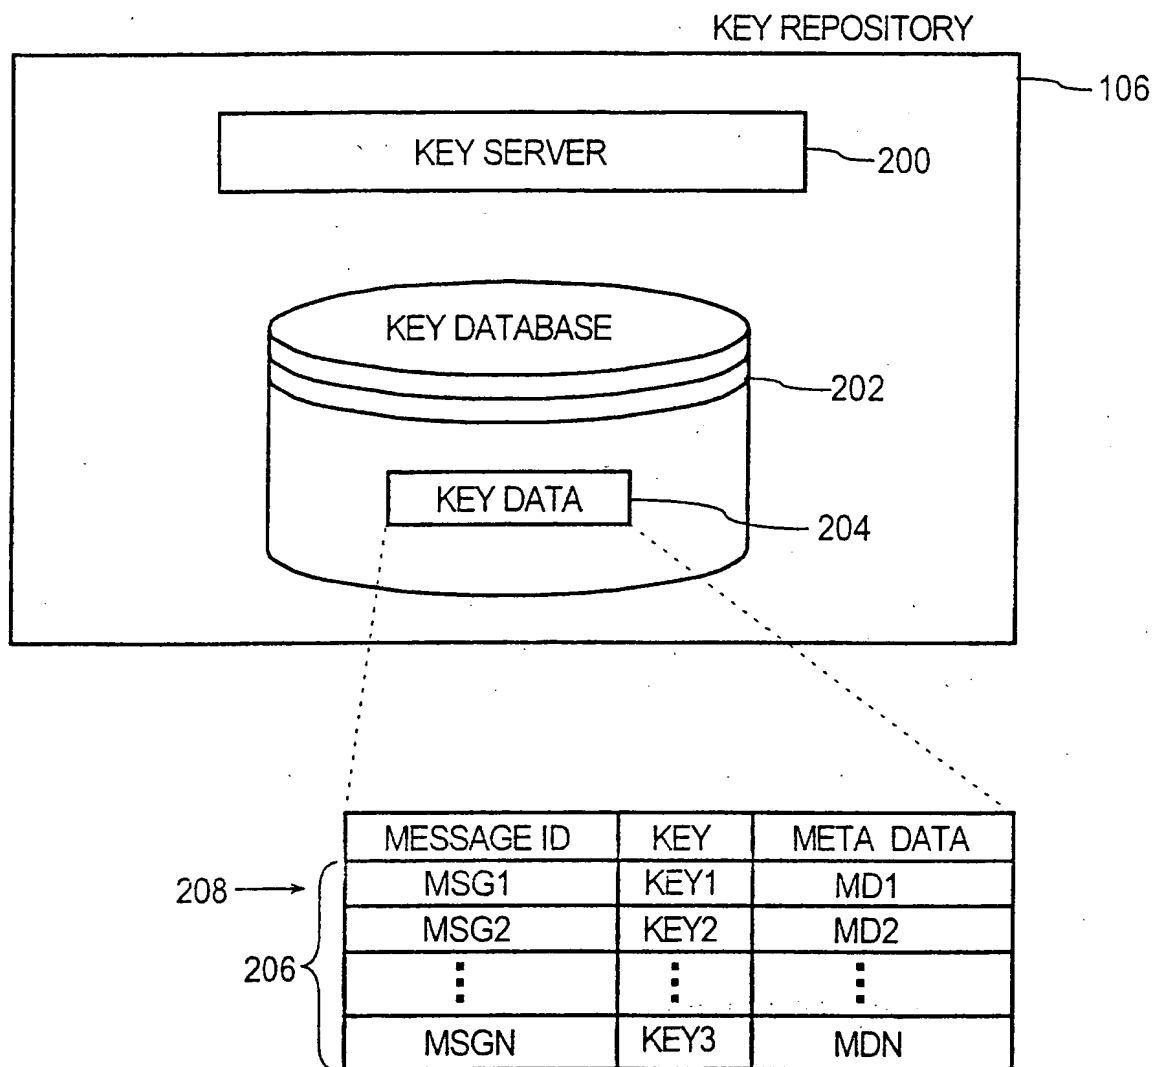 KEY REPOSITORY
106
KEY SERVER
200
KEY DATABASE
202
KEY DATA
204
MESSAGE ID KEY META DATA
208
MSG1 KEY1 MD1
MSG2 KEY2 MD2
206
MSGN KEY3 MDN